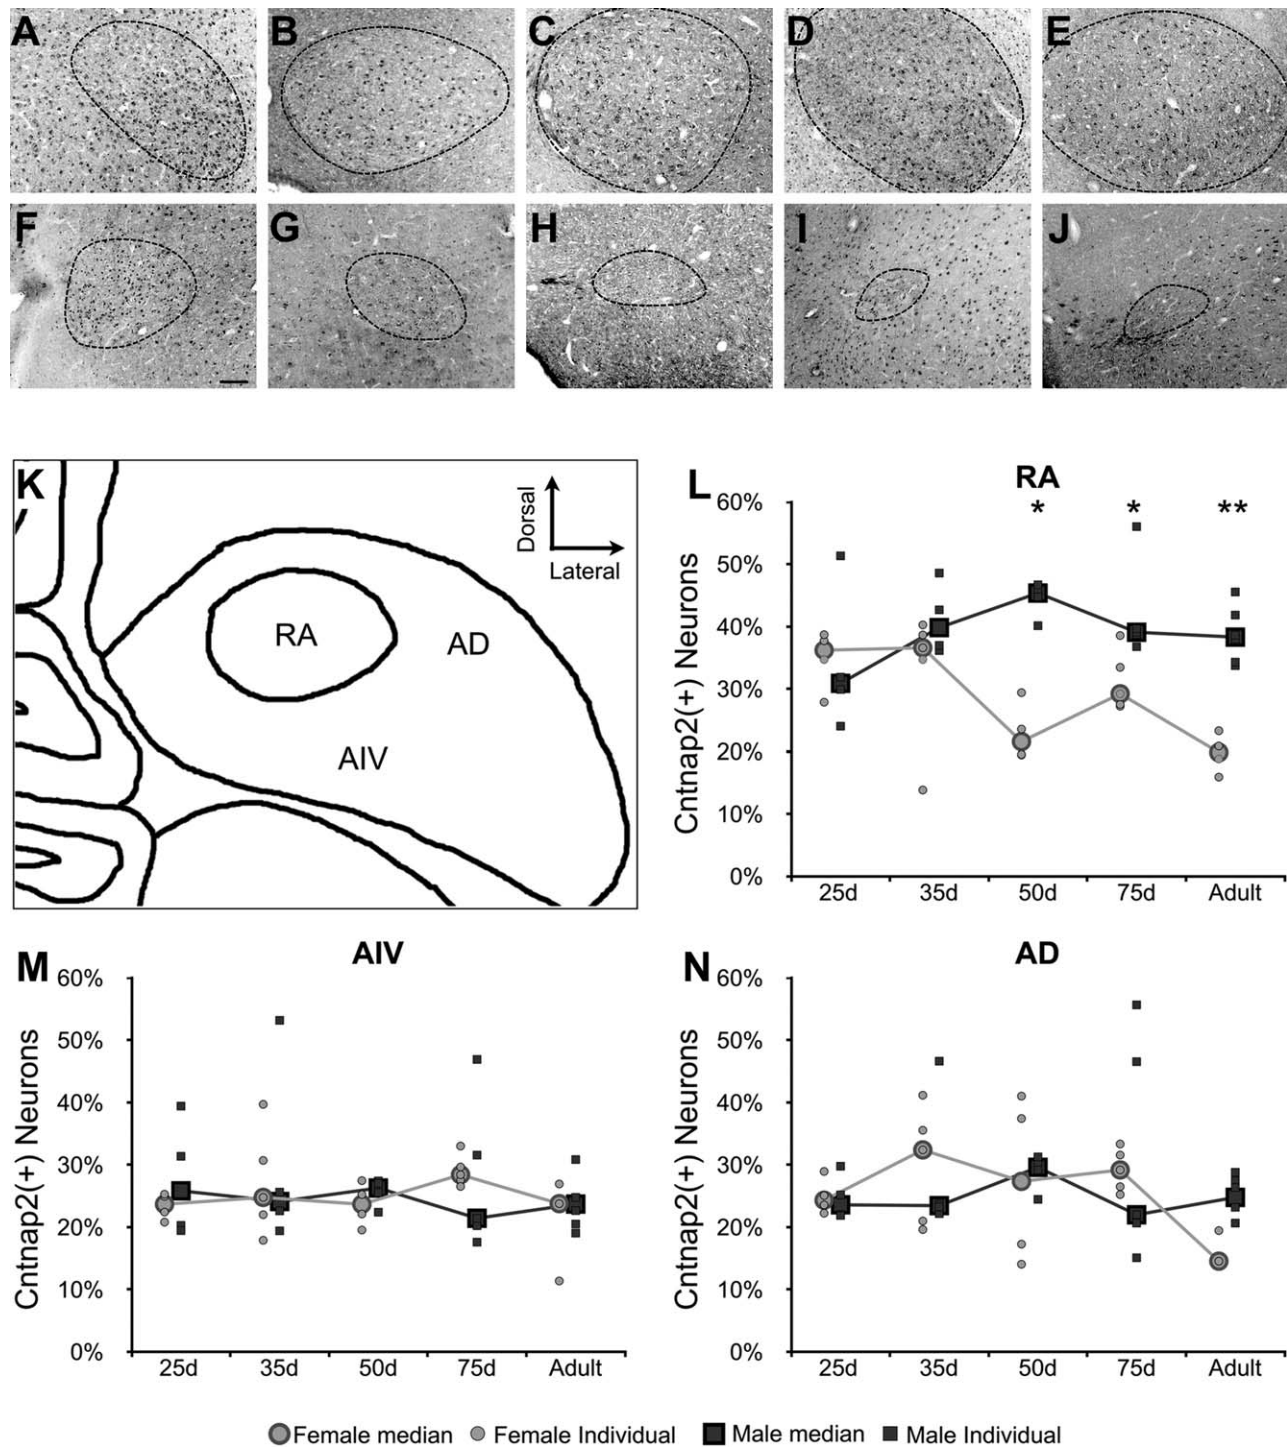 A B C D E
F G H I J
K
Dorsal
Lateral
RA
AD
AIV
L
RA
60%
* * **
50%
40%
30%
20%
10%
0%
Cntnap2(+) Neurons
25d 35d 50d 75d Adult
M
AIV
60%
50%
40%
30%
20%
10%
0%
Cntnap2(+) Neurons
25d 35d 50d 75d Adult
N
AD
60%
50%
40%
30%
20%
10%
0%
Cntnap2(+) Neurons
25d 35d 50d 75d Adult
Female median Female Individual Male median Male Individual